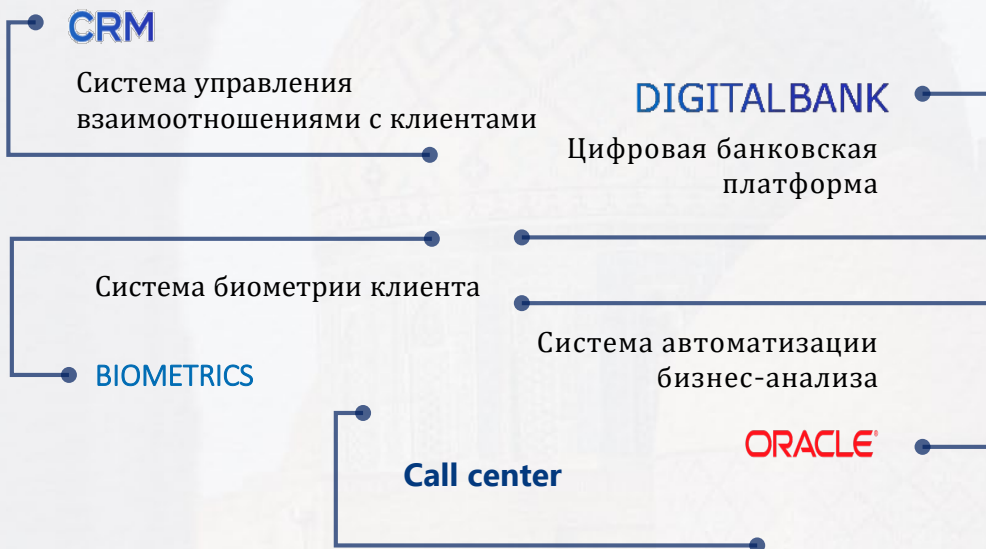 CRM
Система управления
взаимоотношениями с клиентами
DIGITALBANK
Цифровая банковская
платформа
Система биометрии клиента
BIOMETRICS
Система автоматизации
бизнес-анализа
ORACLE®
Call center